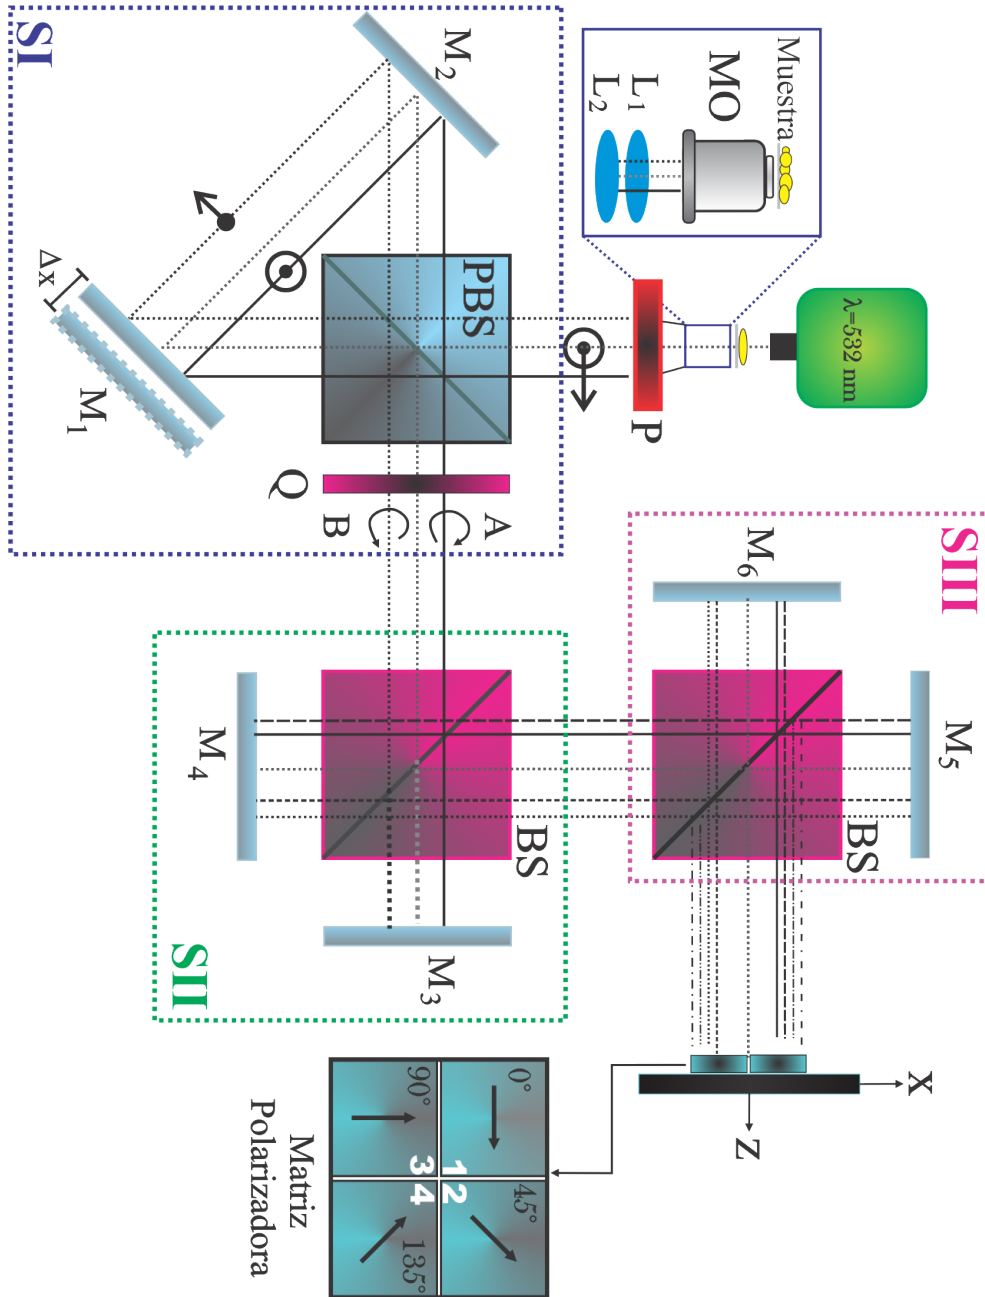 SIII
M₅
X
λ=532 nm
BS
Muestra
M₆
Z
MO
L₁
P
L₂
BS
0°
45°
A
PBS
M₂
1 2
M₃
3 4
90°
135°
B
Matriz
Polarizadora
Q
M₄
SII
M₁
Δx
SI